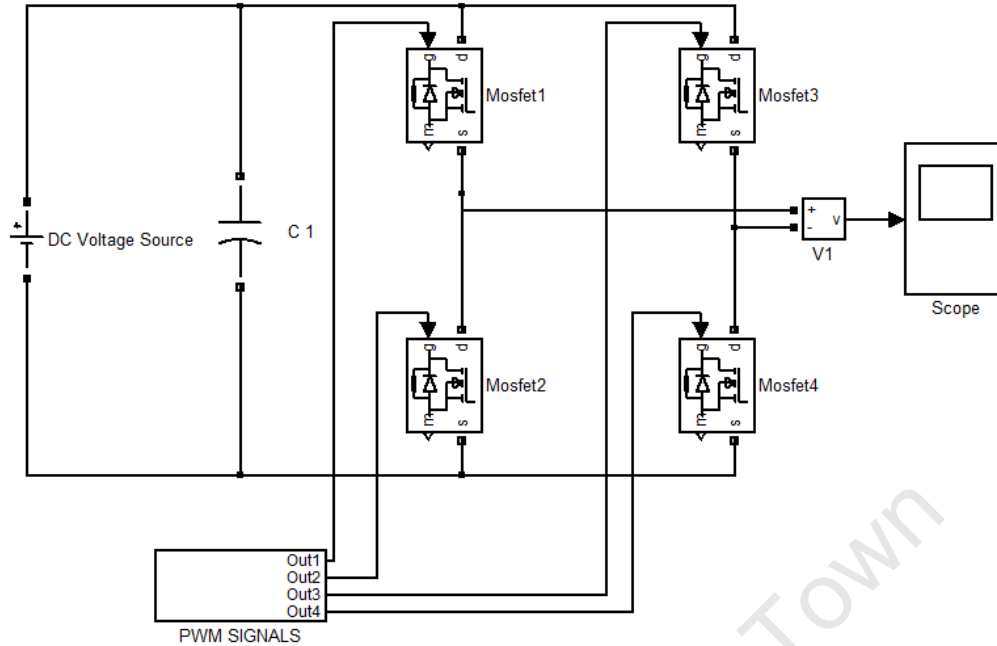 g d
Mosfet1
m s
g d
Mosfet3
m s
+
DC Voltage Source
C 1
+
-
v
V1
Scope
g d
Mosfet2
m s
g d
Mosfet4
m s
Out1
Out2
Out3
Out4
PWM SIGNALS
Town